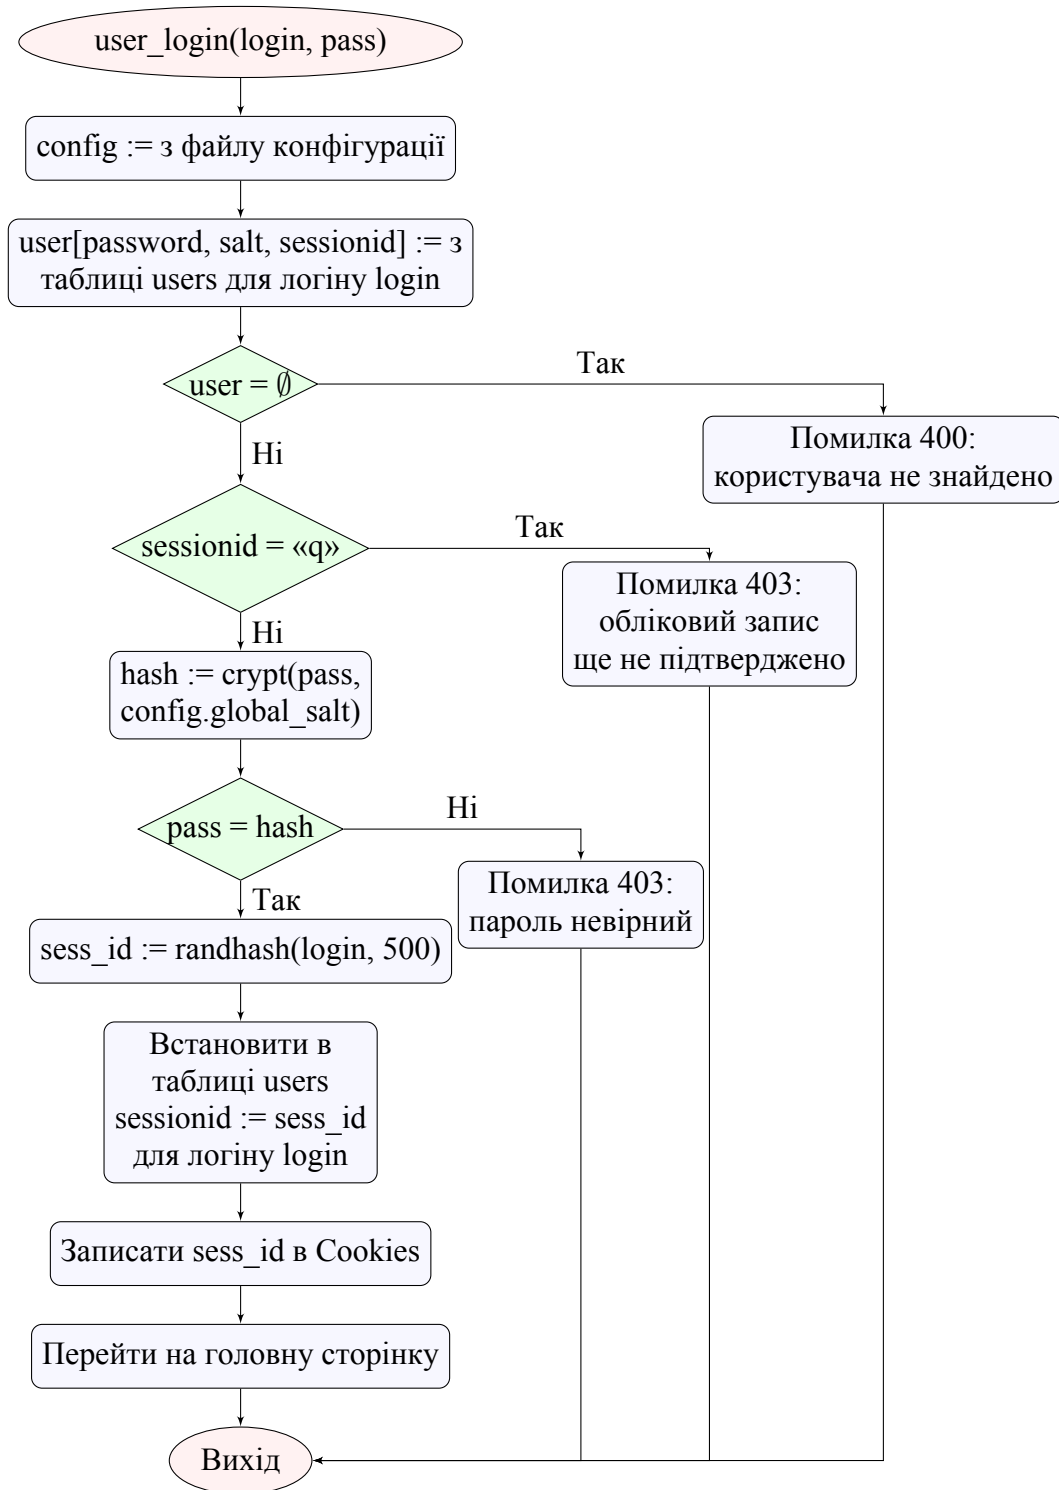 user_login(login, pass)
config := з файлу конфігурації
user[password, salt, sessionid] := з
таблиці users для логіну login
user = ∅
Так
Помилка 400:
користувача не знайдено
Ні
sessionid = «q»
Так
Помилка 403:
обліковий запис
ще не підтверджено
Ні
hash := crypt(pass,
config.global_salt)
pass = hash
Ні
Помилка 403:
пароль невірний
Так
sess_id := randhash(login, 500)
Встановити в
таблиці users
sessionid := sess_id
для логіну login
Записати sess_id в Cookies
Перейти на головну сторінку
Вихід